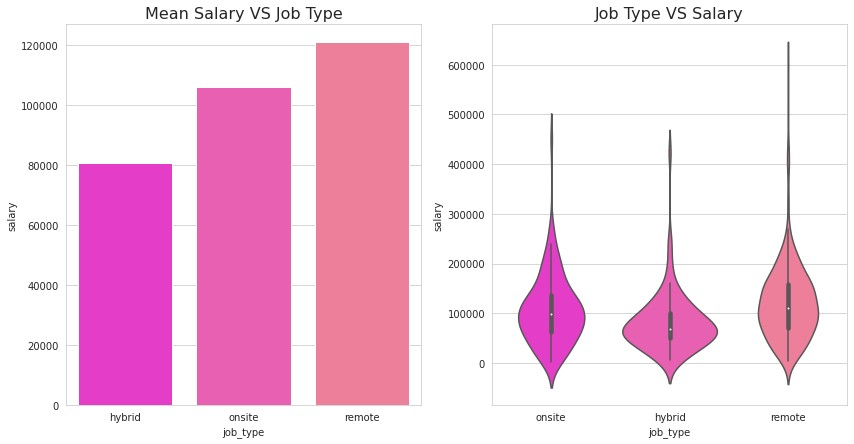 Mean Salary VS Job Type
120000
100000
80000
60000
40000
20000
0
salary
hybrid
onsite
remote
job_type
Job Type VS Salary
600000
500000
400000
300000
200000
100000
0
salary
onsite
hybrid
remote
job_type